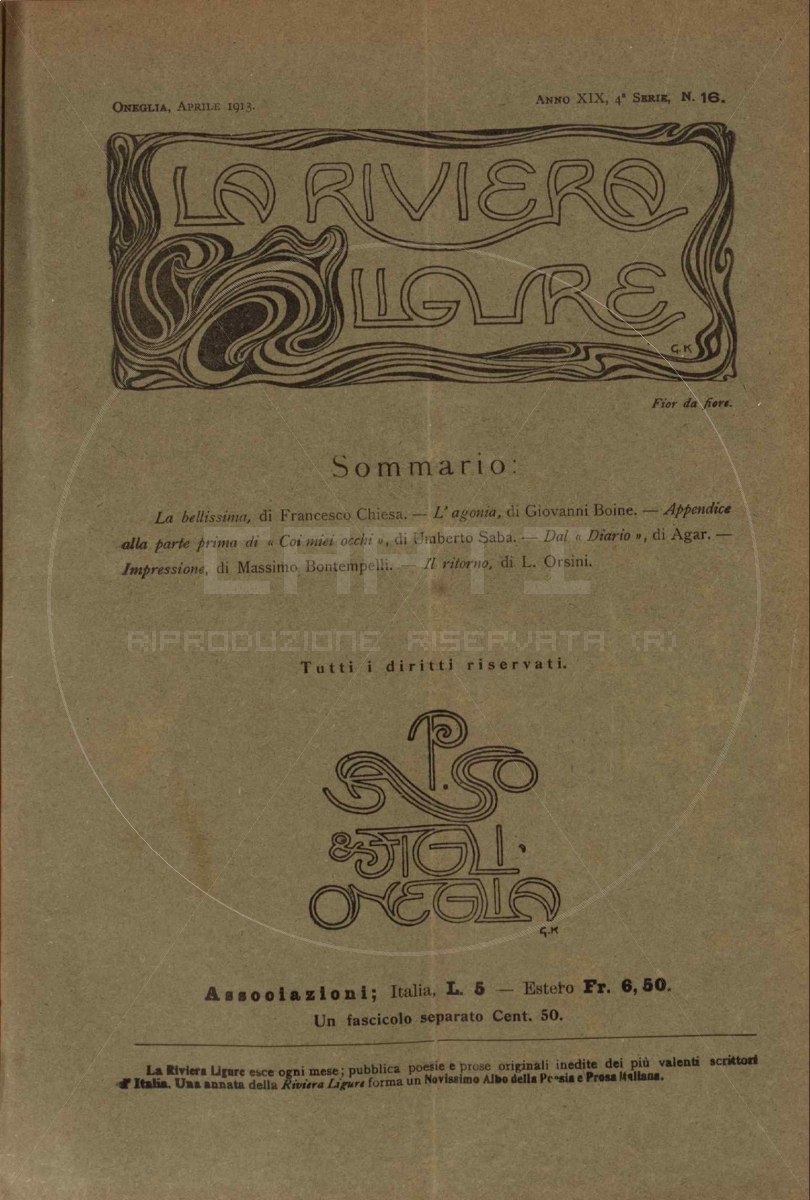 ONEGLIA, APRILE 1913.
ANNO XIX, 4ª SERIE, N. 16.
LA RIVIERA
LIGURE
G.K
Fior da fiore.
Sommario:
La bellissima, di Francesco Chiesa. — L'agonia, di Giovanni Boine. — Appendice
alla parte prima di « Coi miei occhi », di Umberto Saba. — Dal « Diario », di Agar. —
Impressione, di Massimo Bontempelli. — Il ritorno, di L. Orsini.
RIPRODUZIONE RISERVATA (R)
Tutti i diritti riservati.
P. SASSO
& FIGLI.
ONEGLIA
G.K
Associazioni; Italia, L. 5 — Estero Fr. 6,50.
Un fascicolo separato Cent. 50.
La Riviera Ligure esce ogni mese; pubblica poesie e prose originali inedite dei più valenti scrittori
d'Italia. Una annata della Riviera Ligure forma un Novissimo Albo della Poesia e Prosa Italiana.